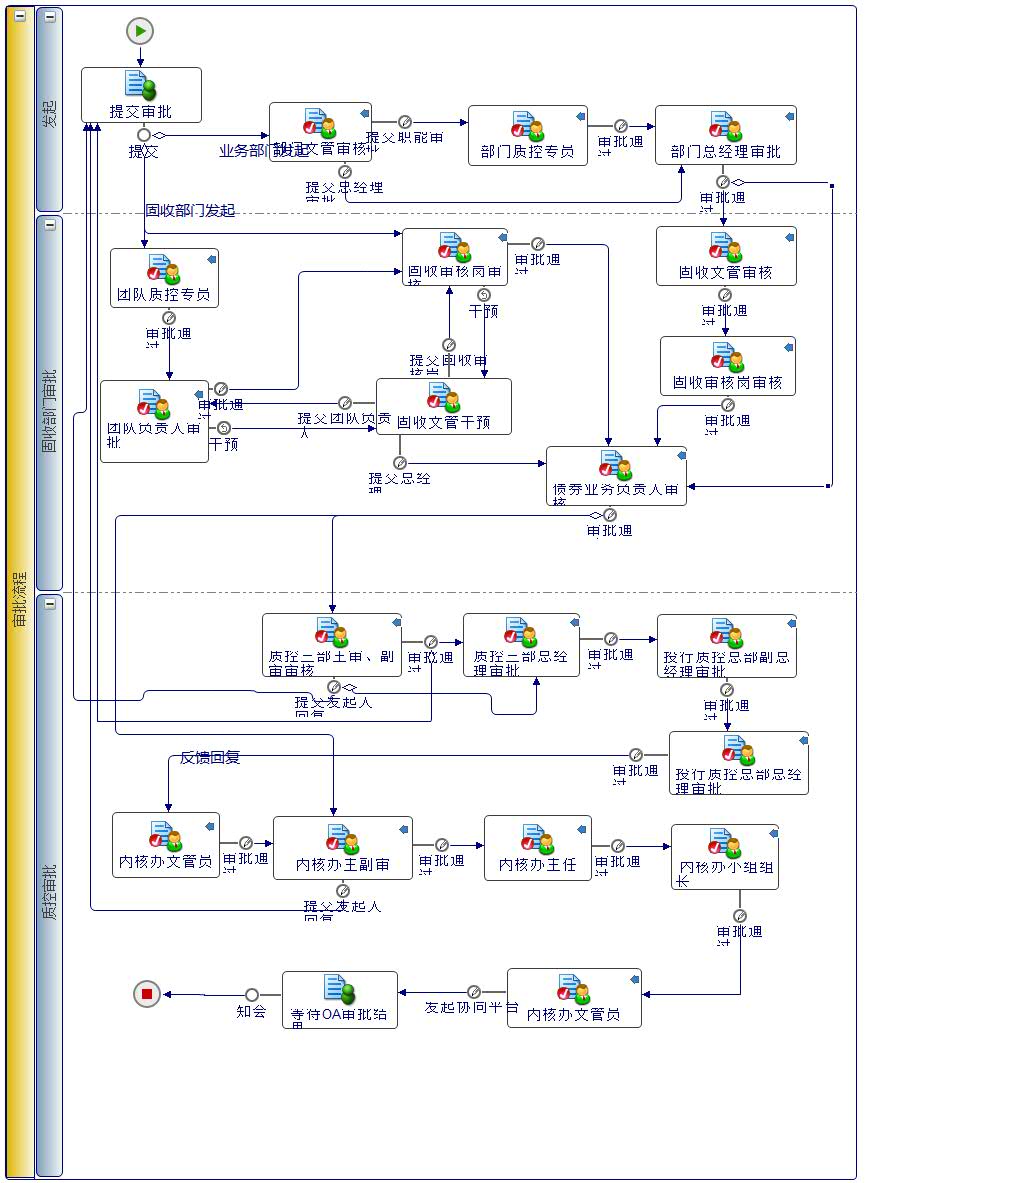 审批流程
发起
提交审批
提交
业务部门发起
部门文管审核
提交职能审
提交总经理
审批
部门质控专员
审批通
过
部门总经理审批
审批通
过
固收部门审批
固收部门发起
团队质控专员
审批通
过
固收审核岗审
核
审批通
过
干预
固收文管审核
审批通
过
提交固收审
核岗
固收审核岗审核
审批通
过
团队负责人审
批
审批通
过
干预
提交团队负责
人
固收文管干预
提交总经
理
债券业务负责人审
核
审批通
过
质控审批
质控二部主审、副
审审核
审批通
过
提交发起人
回复
质控二部总经
理审批
审批通
过
投行质控总部副总
经理审批
审批通
过
反馈回复
投行质控总部总经
理审批
审批通
过
内核办文管员
审批通
过
内核办主副审
审批通
过
提交发起人
回复
内核办主任
审批通
过
内核办小组组
长
审批通
过
知会
等待OA审批结
果
发起协同平台
内核办文管员